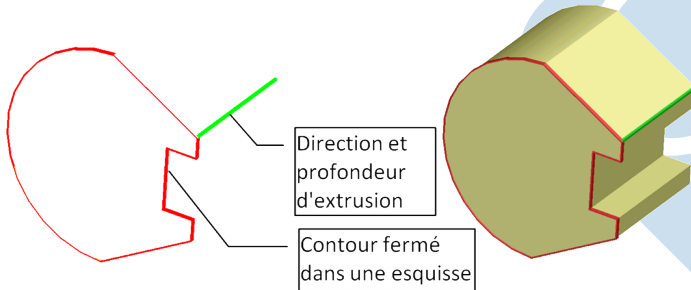 Direction et
profondeur
d'extrusion
Contour fermé
dans une esquisse